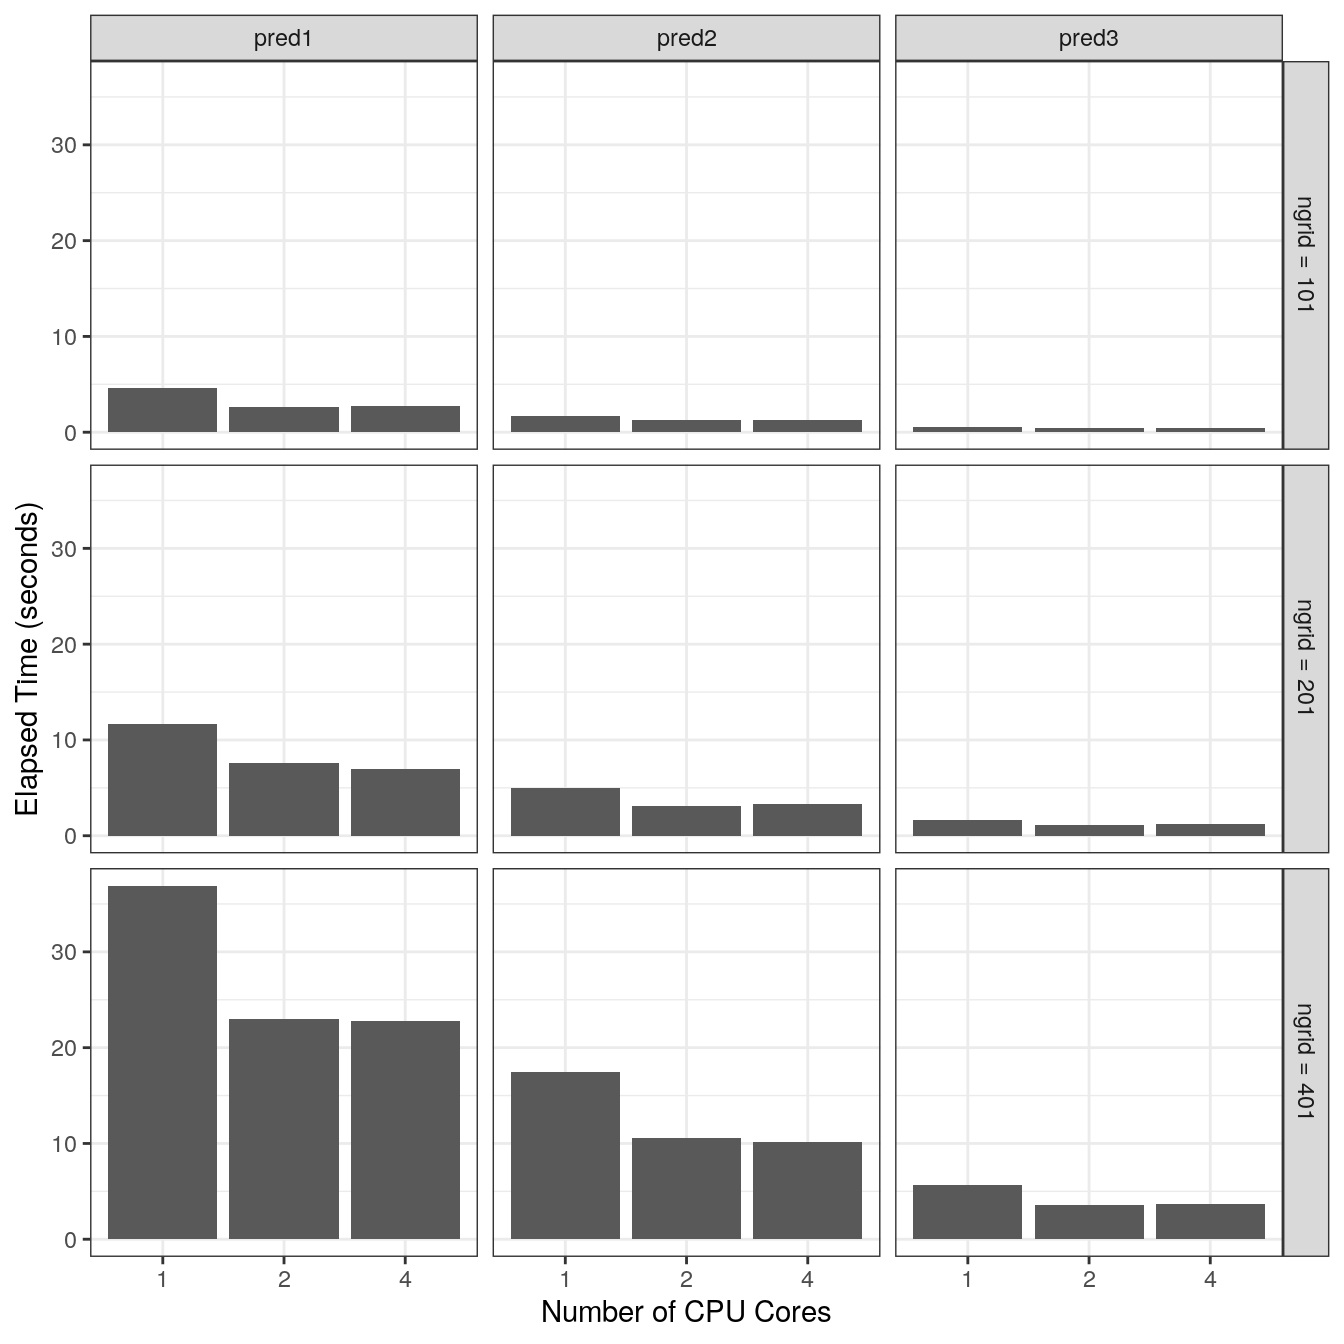 pred1 pred2 pred3
30
20
10
0
ngrid = 101
Elapsed Time (seconds)
30
20
10
0
ngrid = 201
30
20
10
0
ngrid = 401
1 2 4 1 2 4 1 2 4
Number of CPU Cores